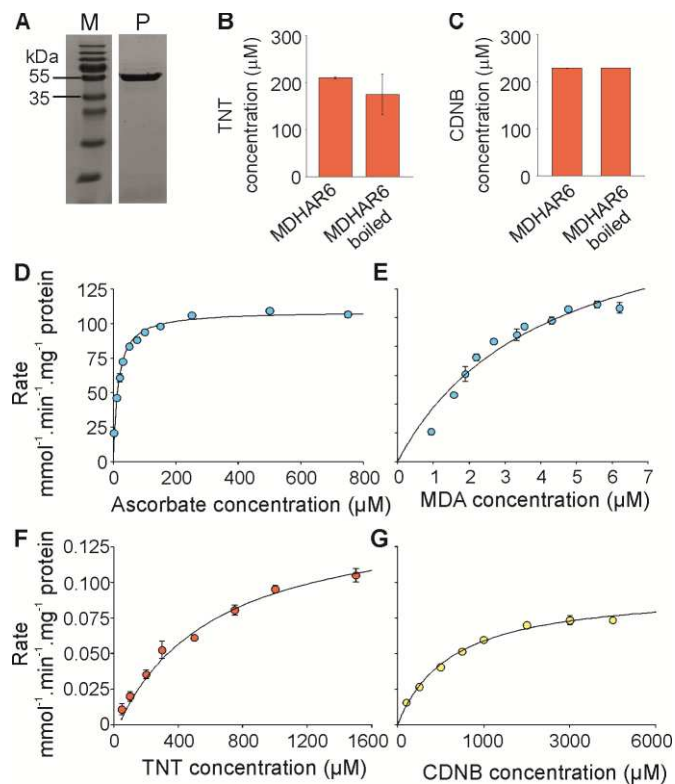 A M P
kDa
55
35
B
300
200
100
0
TNT
concentration (µM)
MDHAR6
MDHAR6
boiled
C
300
200
100
0
CDNB
concentration (µM)
MDHAR6
MDHAR6
boiled
D
125
100
75
50
25
0
Rate
mmol⁻¹.min⁻¹.mg⁻¹ protein
0 200 400 600 800
Ascorbate concentration (µM)
E
0 1 2 3 4 5 6 7
MDA concentration (µM)
F
0.125
0.100
0.075
0.050
0.025
0
Rate
mmol⁻¹.min⁻¹.mg⁻¹ protein
0 400 800 1200 1600
TNT concentration (µM)
G
0 1000 3000 6000
CDNB concentration (µM)